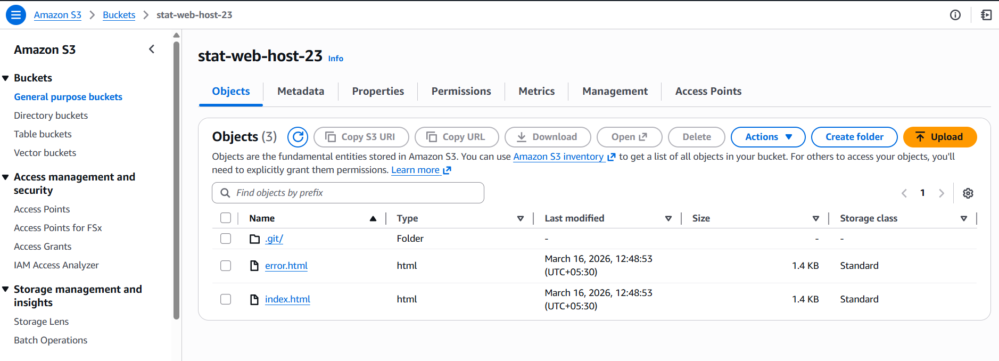 Amazon S3 > Buckets > stat-web-host-23
Amazon S3
Buckets
General purpose buckets
Directory buckets
Table buckets
Vector buckets
Access management and
security
Access Points
Access Points for FSx
Access Grants
IAM Access Analyzer
Storage management and
insights
Storage Lens
Batch Operations
stat-web-host-23 Info
Objects Metadata Properties Permissions Metrics Management Access Points
Objects (3) Copy S3 URI Copy URL Download Open Delete Actions Create folder Upload
Objects are the fundamental entities stored in Amazon S3. You can use Amazon S3 inventory to get a list of all objects in your bucket. For others to access your objects, you'll
need to explicitly grant them permissions. Learn more
Find objects by prefix
1
Name Type Last modified Size Storage class
.git/ Folder - - -
error.html html March 16, 2026, 12:48:53 (UTC+05:30) 1.4 KB Standard
index.html html March 16, 2026, 12:48:53 (UTC+05:30) 1.4 KB Standard